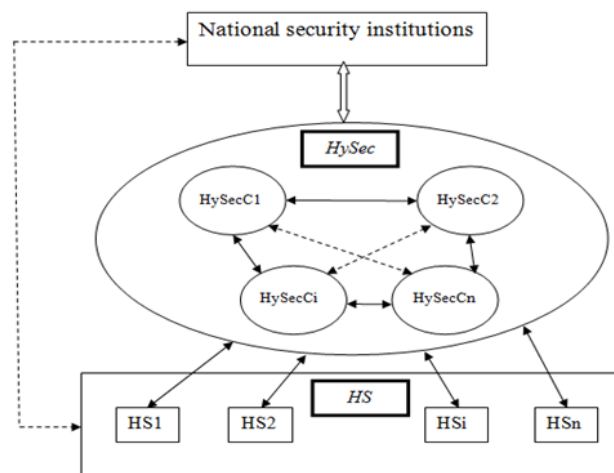 National security institutions
HySec
HySecC1
HySecC2
HySecCi
HySecCn
HS
HS1
HS2
HSi
HSn